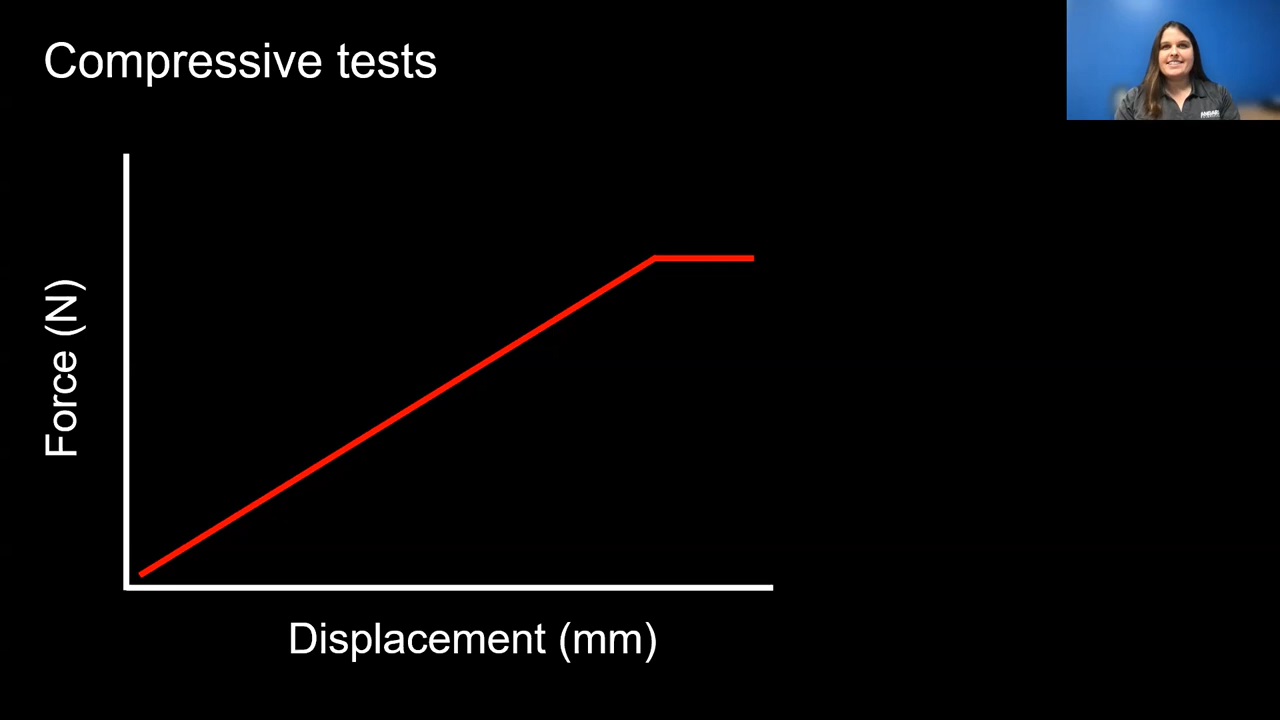 Compressive tests
Force (N)
Displacement (mm)